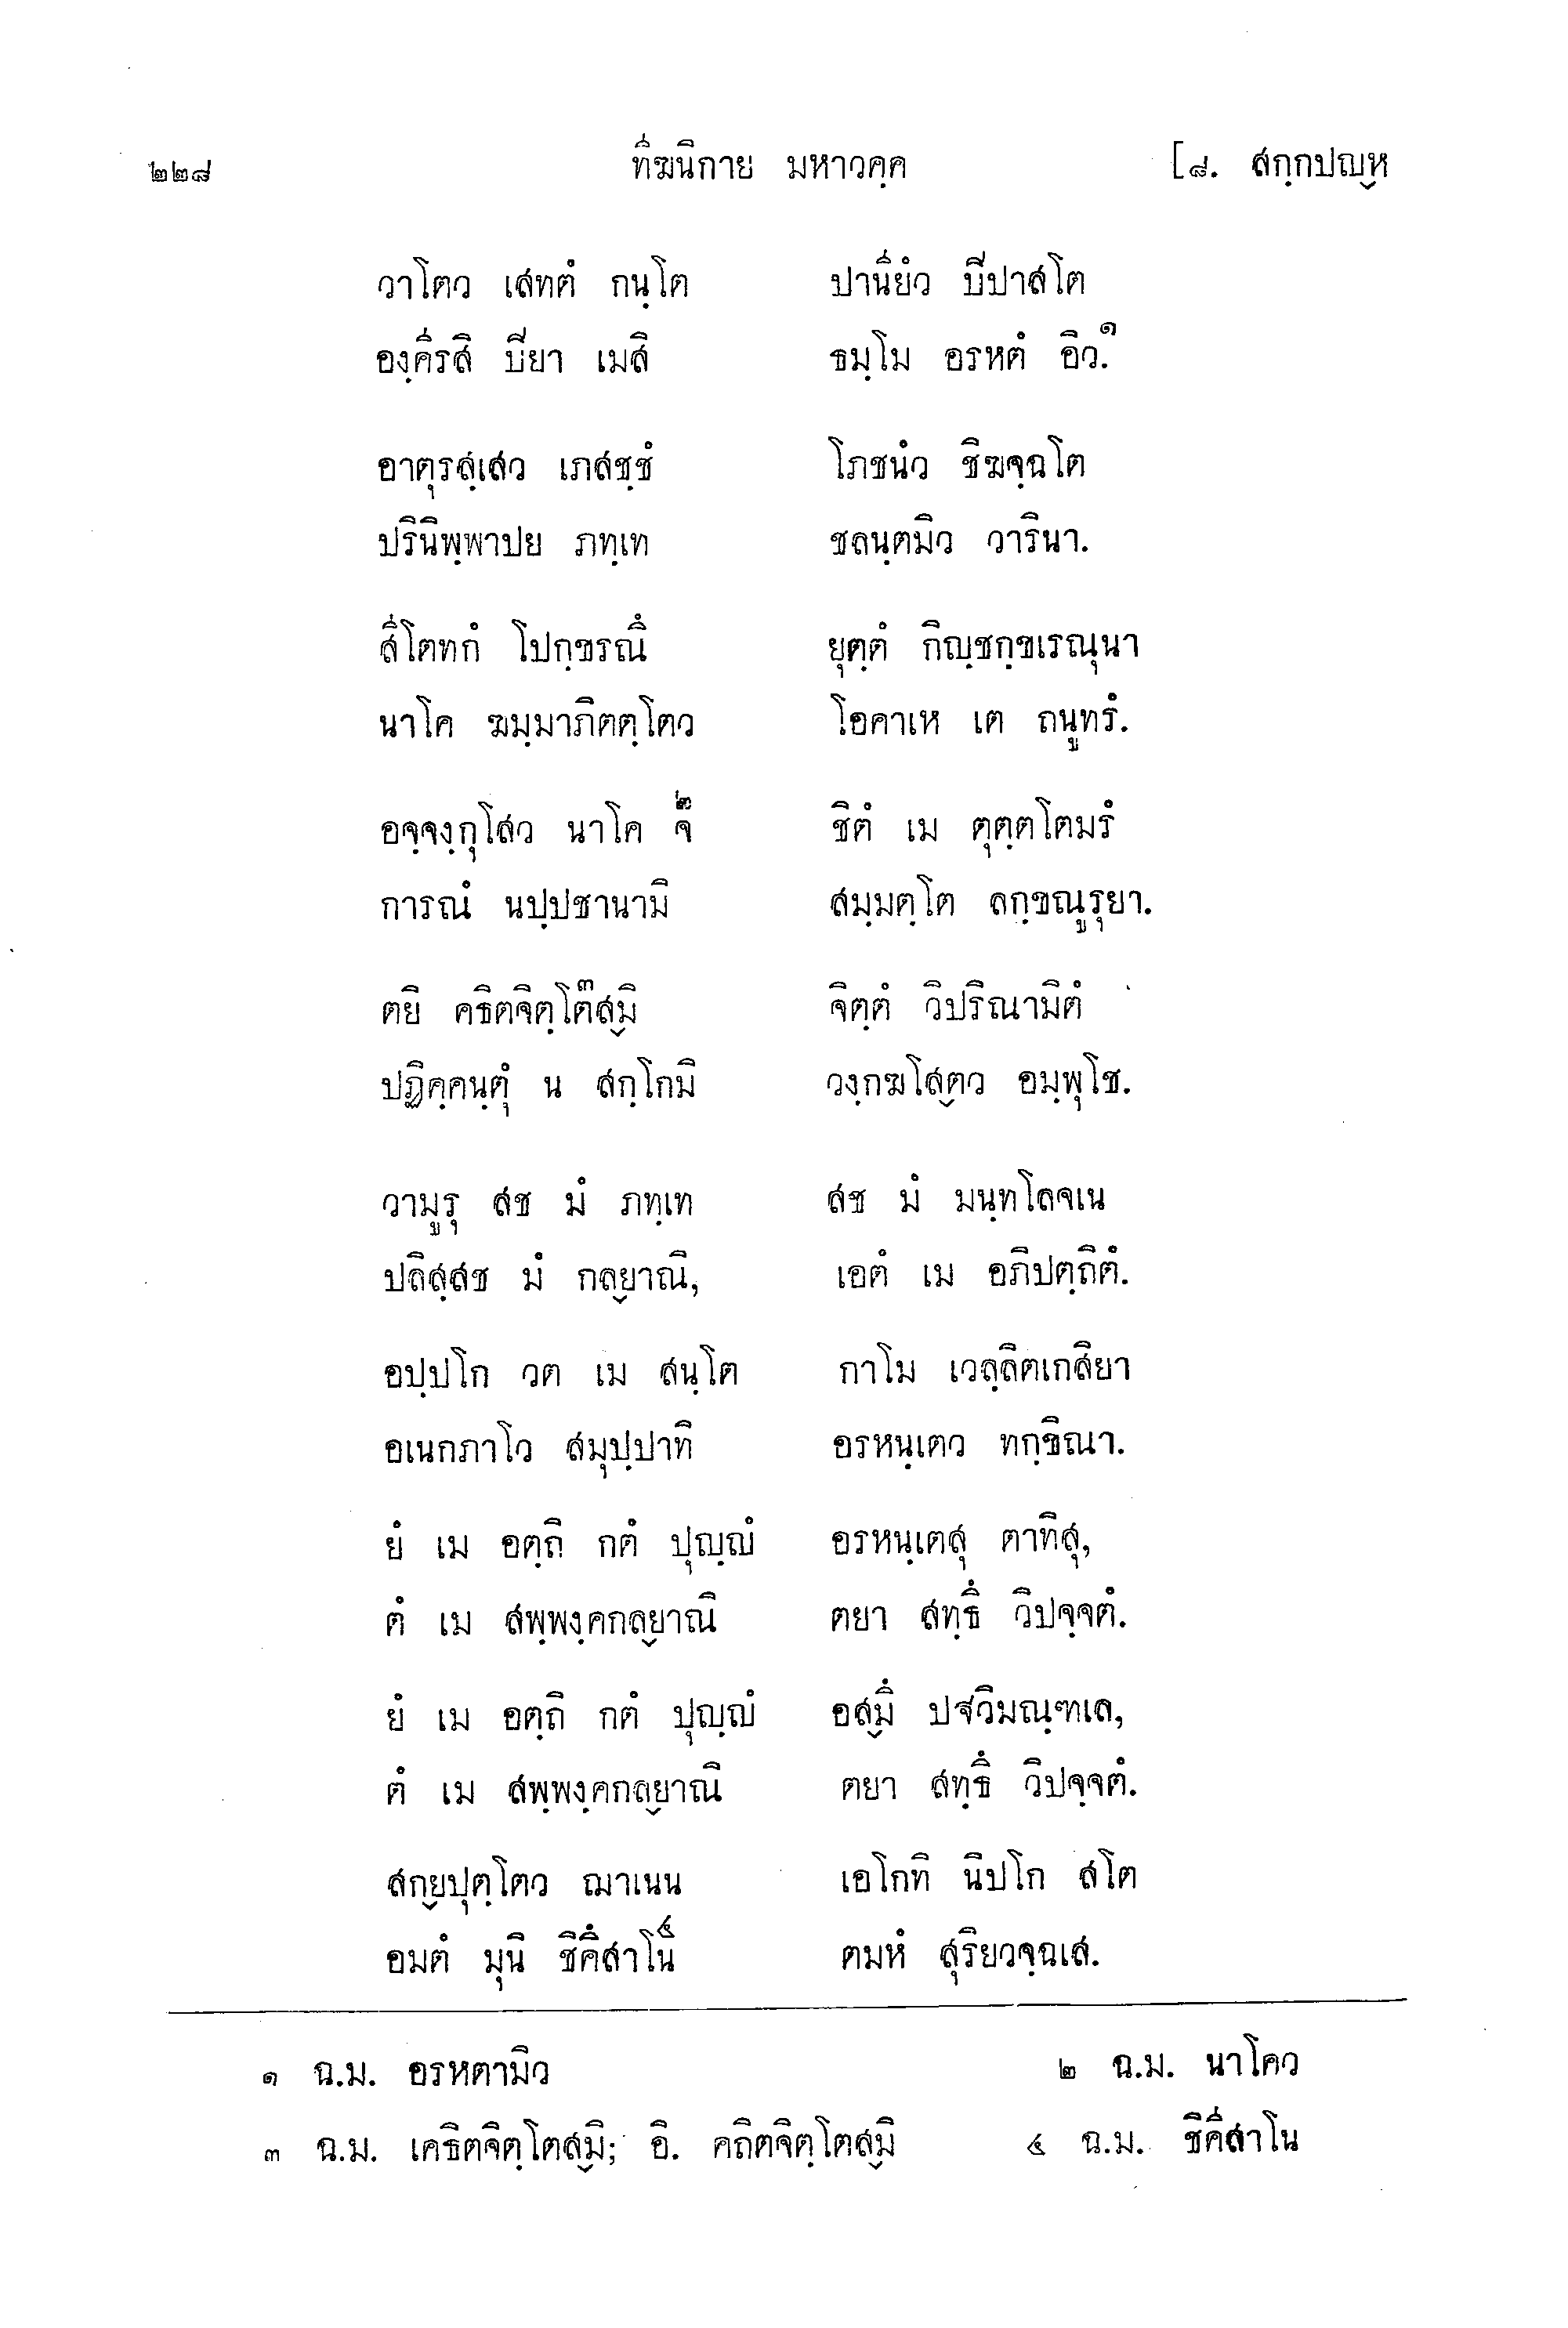 ๒๒๘ ทีฆนิกาย มหาวคฺค [๘. สกฺกปญฺห
วาโตว เสทตํ กนฺโต ปานียํว ปิปาสโต
องฺคีรสิ ปิยา เมสิ ธมฺโม อรหตํ อิว.๑
อาตุรสฺเสว เภสชฺชํ โภชนํว ชิฆจฺฉโต
ปรินิพฺพาปย ภทฺเท ชลนฺตมิว วารินา.
สีโตทกํ โปกฺขรณึ ยุตฺตํ กิญฺชกฺขเรณุนา
นาโค ฆมฺมาภิตตฺโตว โอคาเห เต ถนูทรํ.
อจฺจงฺกุโสว นาโค จ๒ ชิตํ เม ตุตฺตโตมรํ
การณํ นปฺปชานามิ สมฺมตฺโต ลกฺขณูรุยา.
ตยิ คธิตจิตฺโตสฺมิ๓ จิตฺตํ วิปริณามิตํ
ปฏิคฺคนฺตุํ น สกฺโกมิ วงฺกฆโสฺตว อมฺพุโช.
วามูรุ สช มํ ภทฺเท สช มํ มนฺทโลจเน
ปลิสฺสช มํ กลฺยาณิ, เอตํ เม อภิปตฺถิตํ.
อปฺปโก วต เม สนฺโต กาโม เวลฺลิตเกสิยา
อเนกภาโว สมุปฺปาทิ อรหนฺเตว ทกฺขิณา.
ยํ เม อตฺถิ กตํ ปุญฺญํ อรหนฺเตสุ ตาทิสุ,
ตํ เม สพฺพงฺคกลฺยาณิ ตยา สทฺธึ วิปจฺจตํ.
ยํ เม อตฺถิ กตํ ปุญฺญํ อสฺมึ ปฐวิมณฺฑเล,
ตํ เม สพฺพงฺคกลฺยาณิ ตยา สทฺธึ วิปจฺจตํ.
สกฺยปุตฺโตว ฌาเนน เอโกทิ นิปโก สโต
อมตํ มุนิ ชิคึสาโน๔ ตมหํ สุริยวจฺฉเส.
๑ ฉ.ม. อรหตามิว ๒ ฉ.ม. นาโคว
๓ ฉ.ม. เคธิตจิตฺโตสฺมิ; อิ. คถิตจิตฺโตสฺมิ ๔ ฉ.ม. ชิคีสาโน